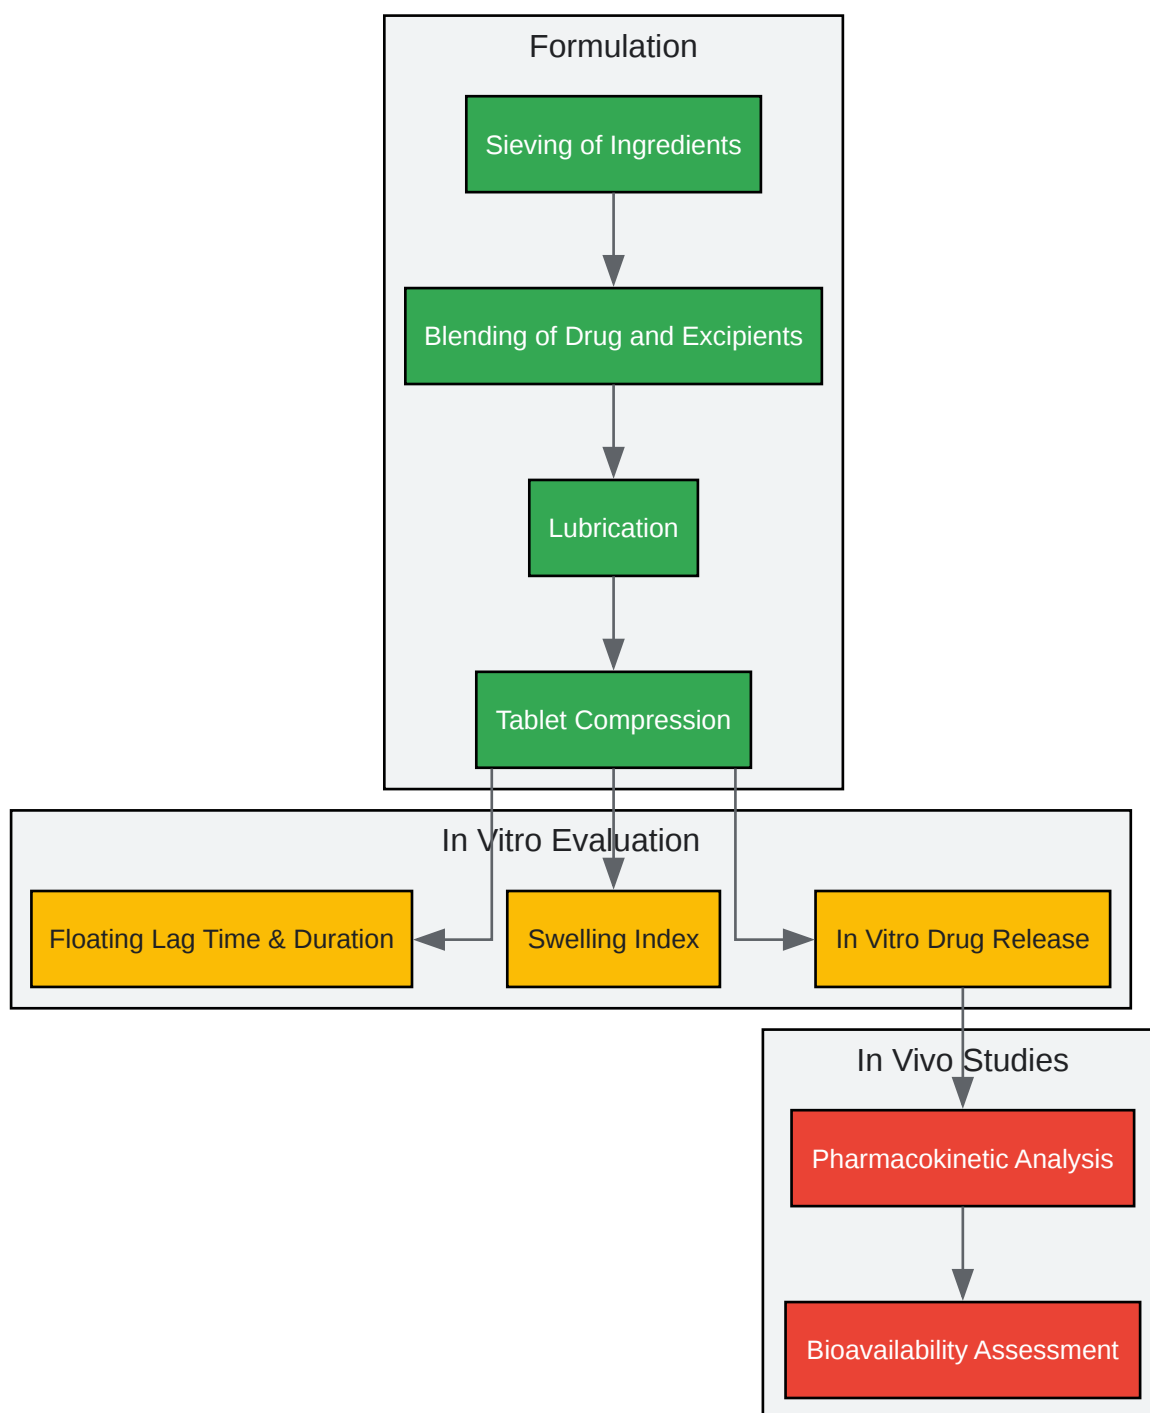 Formulation
Sieving of Ingredients
Blending of Drug and Excipients
Lubrication
Tablet Compression
In Vitro Evaluation
Floating Lag Time & Duration
Swelling Index
In Vitro Drug Release
In Vivo Studies
Pharmacokinetic Analysis
Bioavailability Assessment